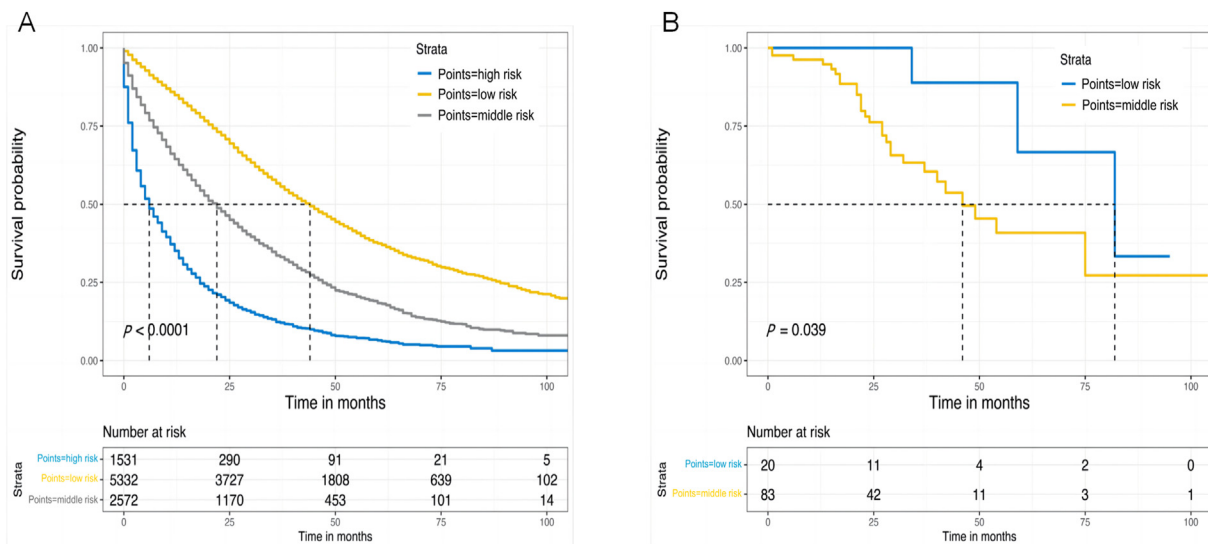 A
1.00
0.75
0.50
0.25
0.00
Survival probability
Strata
Points=high risk
Points=low risk
Points=middle risk
P < 0.0001
0 25 50 75 100
Time in months
Number at risk
Strata
Points=high risk 1531 290 91 21 5
Points=low risk 5332 3727 1808 639 102
Points=middle risk 2572 1170 453 101 14
0 25 50 75 100
Time in months
B
1.00
0.75
0.50
0.25
0.00
Survival probability
Strata
Points=low risk
Points=middle risk
P = 0.039
0 25 50 75 100
Time in months
Number at risk
Strata
Points=low risk 20 11 4 2 0
Points=middle risk 83 42 11 3 1
0 25 50 75 100
Time in months